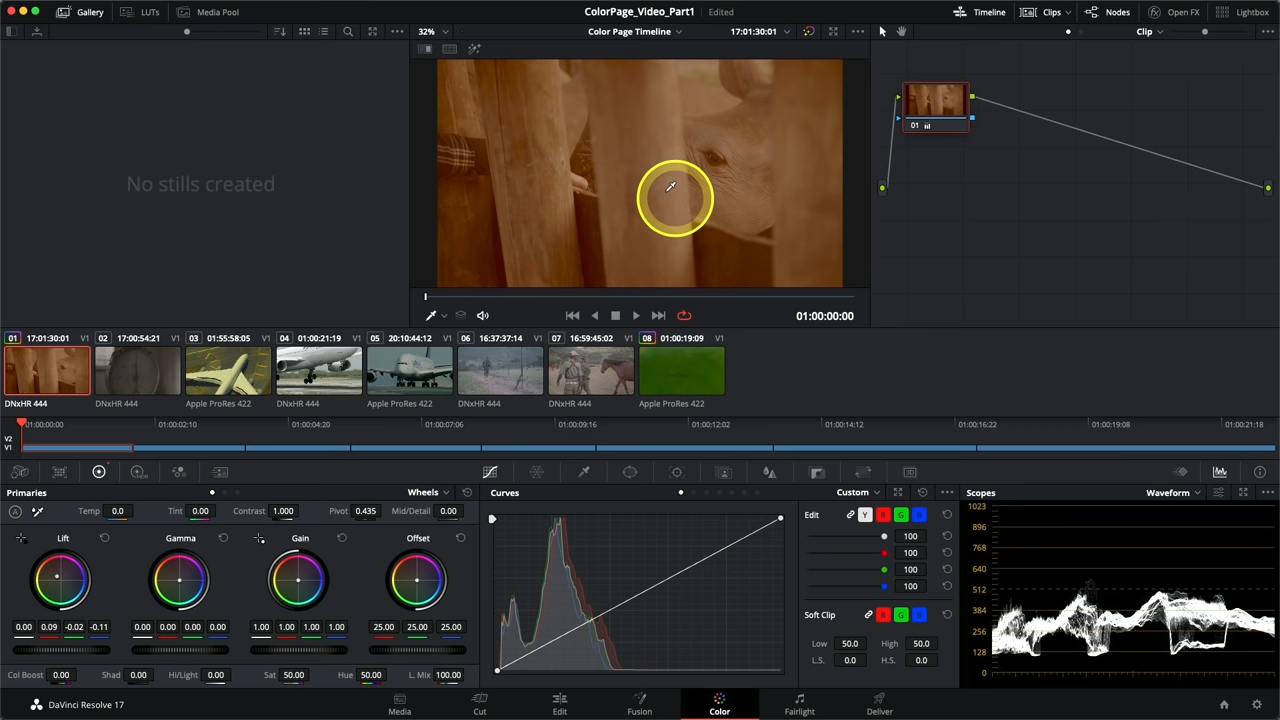 Gallery LUTs Media Pool ColorPage_Video_Part1 Edited Timeline Clips Nodes Open FX Lightbox
32% Color Page Timeline 17:01:30:01 Clip
No stills created
01
01:00:00:00
01 17:01:30:01 V1 02 17:00:54:21 V1 03 01:55:58:05 V1 04 01:00:21:19 V1 05 20:10:44:12 V1 06 16:37:37:14 V1 07 16:59:45:02 V1 08 01:00:19:09 V1
DNxHR 444 DNxHR 444 Apple ProRes 422 DNxHR 444 Apple ProRes 422 DNxHR 444 DNxHR 444 Apple ProRes 422
01:00:00:00 01:00:02:10 01:00:04:20 01:00:07:06 01:00:09:16 01:00:12:02 01:00:14:12 01:00:16:22 01:00:19:08 01:00:21:18
V2
V1
Primaries Wheels Curves Custom Scopes Waveform
A Temp 0.0 Tint 0.00 Contrast 1.000 Pivot 0.435 Mid/Detail 0.00
Lift Gamma Gain Offset
0.00 0.09 -0.02 -0.11 0.00 0.00 0.00 0.00 1.00 1.00 1.00 1.00 25.00 25.00 25.00
Col Boost 0.00 Shad 0.00 Hi/Light 0.00 Sat 50.00 Hue 50.00 L. Mix 100.00
Edit Y R G B
100
100
100
100
Soft Clip R G B
Low 50.0 High 50.0
L.S. 0.0 H.S. 0.0
1023
896
768
640
512
384
256
128
0
DaVinci Resolve 17 Media Cut Edit Fusion Color Fairlight Deliver